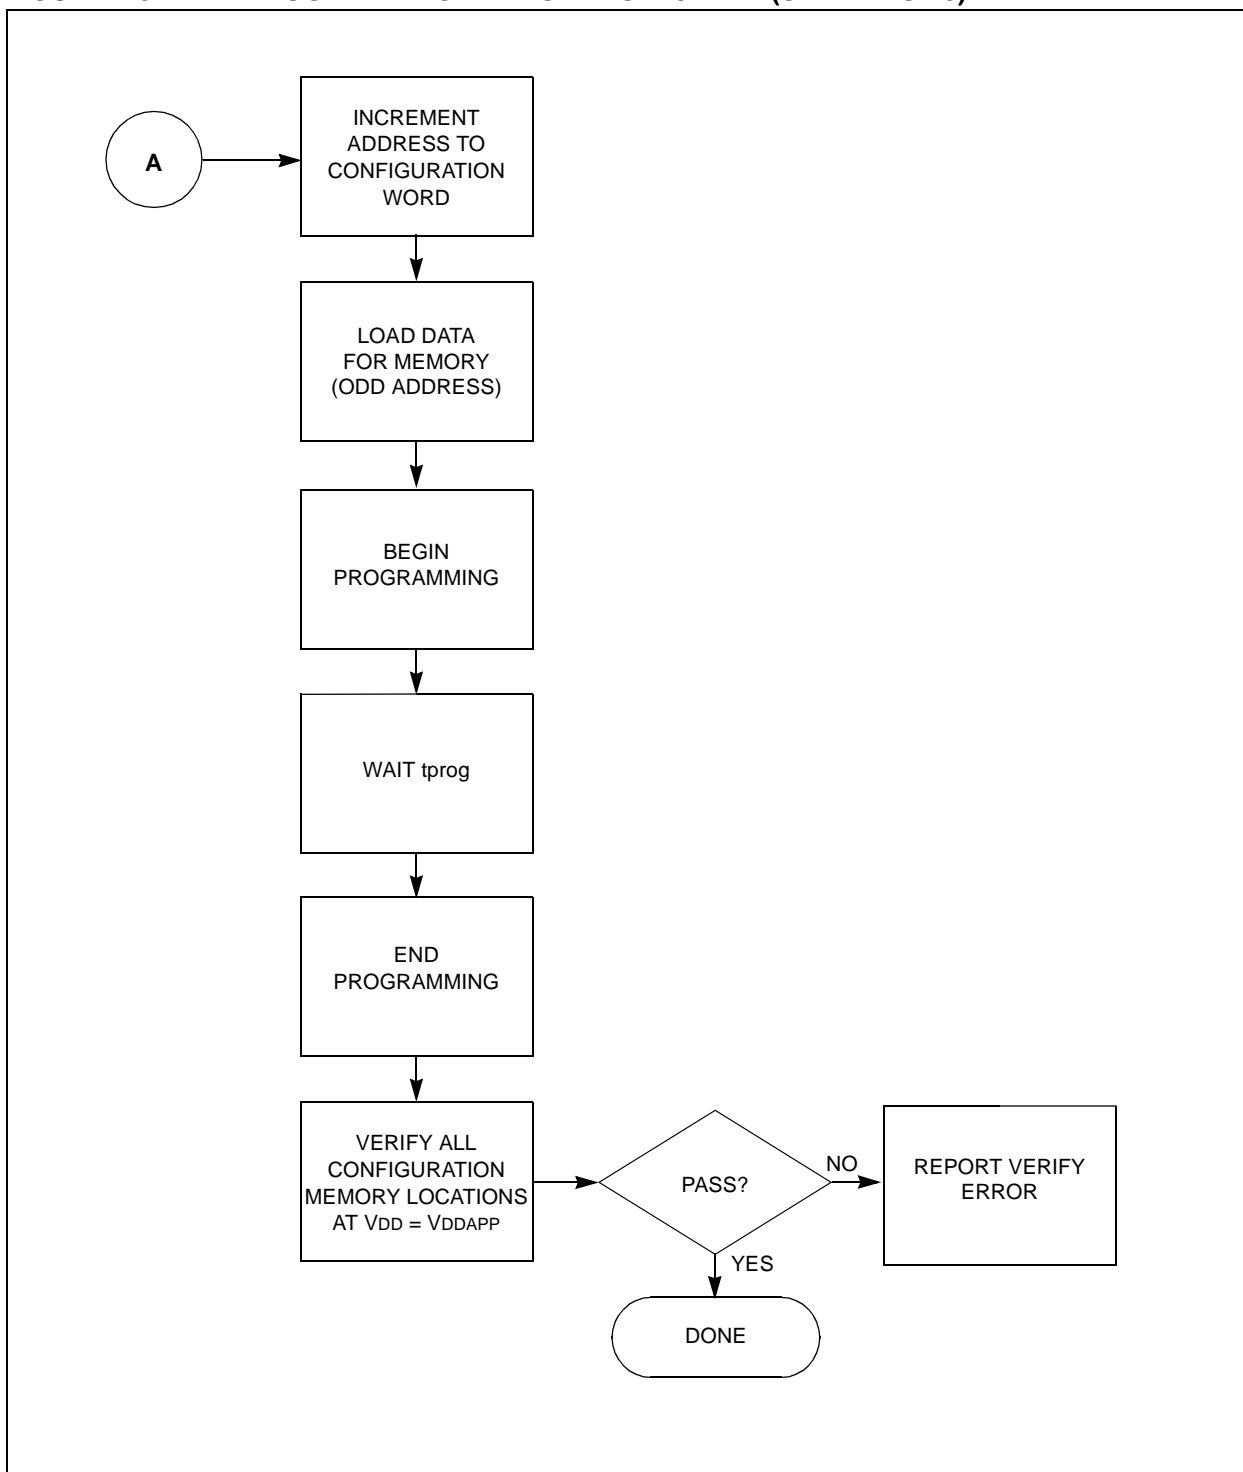 A
INCREMENT
ADDRESS TO
CONFIGURATION
WORD
LOAD DATA
FOR MEMORY
(ODD ADDRESS)
BEGIN
PROGRAMMING
WAIT tprog
END
PROGRAMMING
VERIFY ALL
CONFIGURATION
MEMORY LOCATIONS
AT VDD = VDDAPP
PASS?
NO
REPORT VERIFY
ERROR
YES
DONE